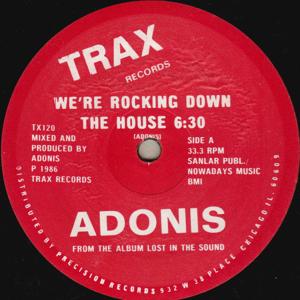 TRAX
RECORDS
WE'RE ROCKING DOWN
THE HOUSE 6:30
(ADONIS)
TX120
MIXED AND
PRODUCED BY
ADONIS
P 1986
TRAX RECORDS
SIDE A
33.3 RPM
SANLAR PUBL./
NOWADAYS MUSIC
BMI
ADONIS
FROM THE ALBUM LOST IN THE SOUND
DISTRIBUTED BY PRECISION RECORDS 932 W 38 PLACE CHICAGO, IL. 60609